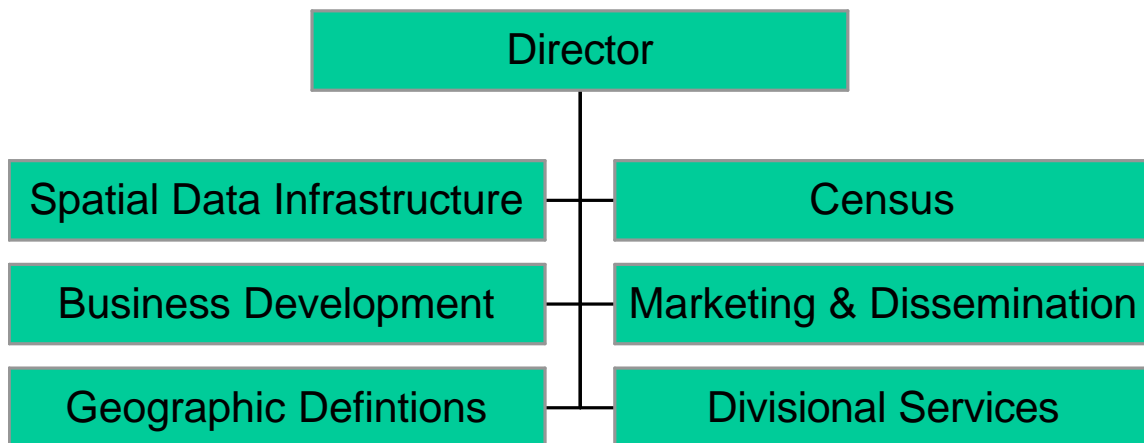 Director
Spatial Data Infrastructure
Census
Business Development
Marketing & Dissemination
Geographic Defintions
Divisional Services